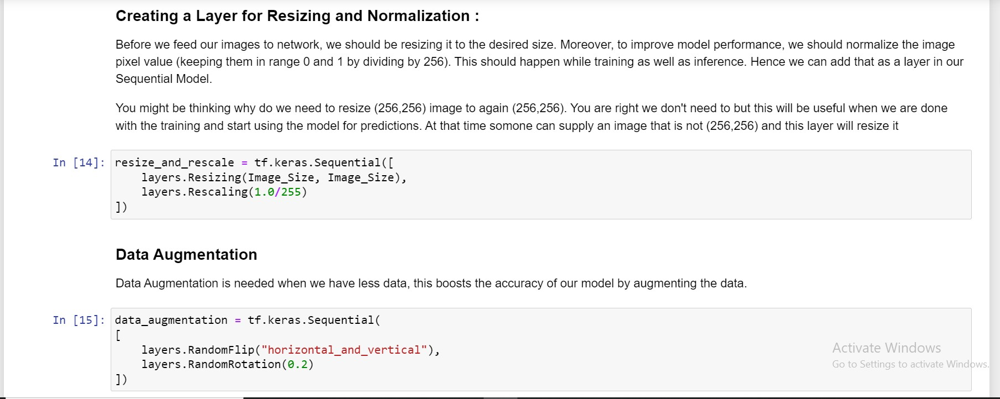 Creating a Layer for Resizing and Normalization :
Before we feed our images to network, we should be resizing it to the desired size. Moreover, to improve model performance, we should normalize the image
pixel value (keeping them in range 0 and 1 by dividing by 256). This should happen while training as well as inference. Hence we can add that as a layer in our
Sequential Model.
You might be thinking why do we need to resize (256,256) image to again (256,256). You are right we don't need to but this will be useful when we are done
with the training and start using the model for predictions. At that time somone can supply an image that is not (256,256) and this layer will resize it
In [14]: resize_and_rescale = tf.keras.Sequential([
    layers.Resizing(Image_Size, Image_Size),
    layers.Rescaling(1.0/255)
])
Data Augmentation
Data Augmentation is needed when we have less data, this boosts the accuracy of our model by augmenting the data.
In [15]: data_augmentation = tf.keras.Sequential(
[
    layers.RandomFlip("horizontal_and_vertical"),
    layers.RandomRotation(0.2)
])
Activate Windows
Go to Settings to activate Windows.